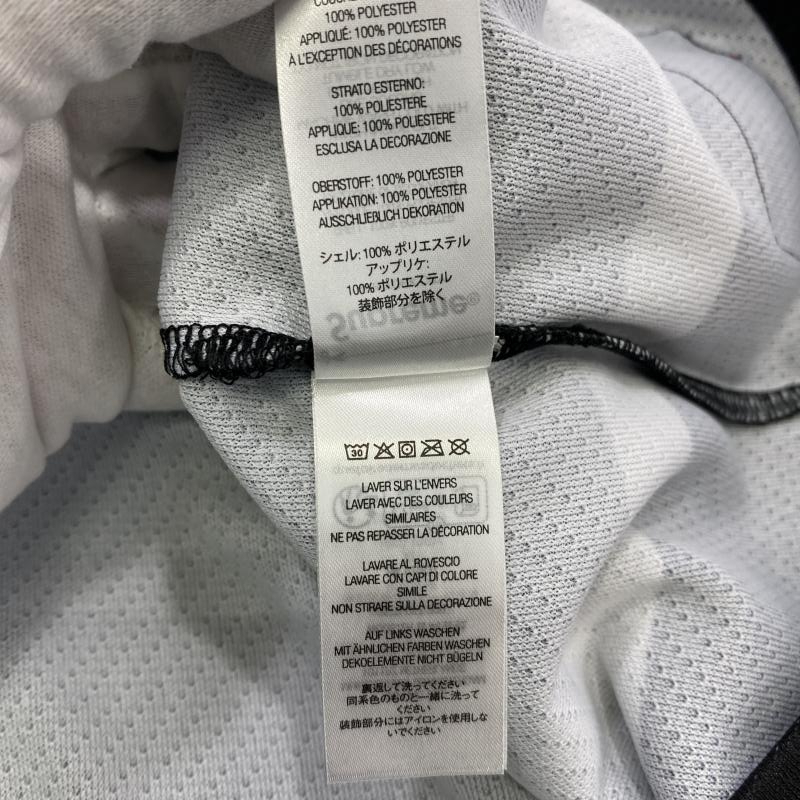 100% POLYESTER
APPLIQUÉ: 100% POLYESTER
À L'EXCEPTION DES DÉCORATIONS
STRATO ESTERNO:
100% POLIESTERE
APPLIQUE: 100% POLIESTERE
ESCLUSA LA DECORAZIONE
OBERSTOFF: 100% POLYESTER
APPLIKATION: 100% POLYESTER
AUSSCHLIEẞLICH DEKORATION
シェル: 100% ポリエステル
アップリケ:
100% ポリエステル
装飾部分を除く
Supreme®
30
LAVER SUR L'ENVERS
LAVER AVEC DES COULEURS
SIMILAIRES
NE PAS REPASSER LA DÉCORATION
LAVARE AL ROVESCIO
LAVARE CON CAPI DI COLORE
SIMILE
NON STIRARE SULLA DECORAZIONE
AUF LINKS WASCHEN
MIT ÄHNLICHEN FARBEN WASCHEN
DEKOELEMENTE NICHT BÜGELN
裏返して洗ってください
同系色のものと一緒に洗って
ください
装飾部分にはアイロンを使用しな
いでください